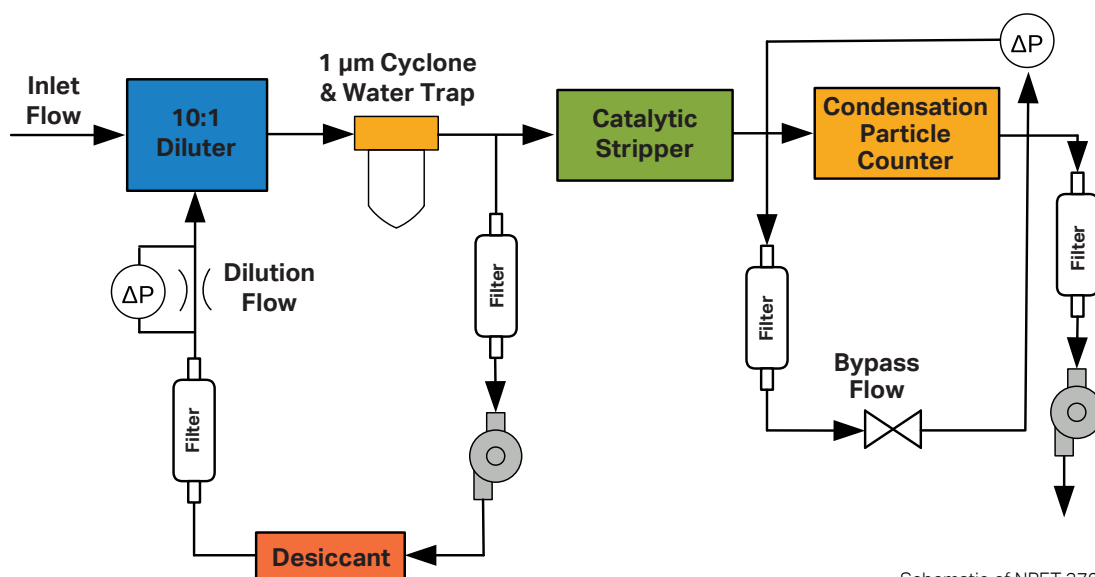 Inlet
Flow
10:1
Diluter
1 µm Cyclone
& Water Trap
Catalytic
Stripper
Condensation
Particle
Counter
ΔP
ΔP
Dilution
Flow
Filter
Filter
Filter
Filter
Bypass
Flow
Desiccant